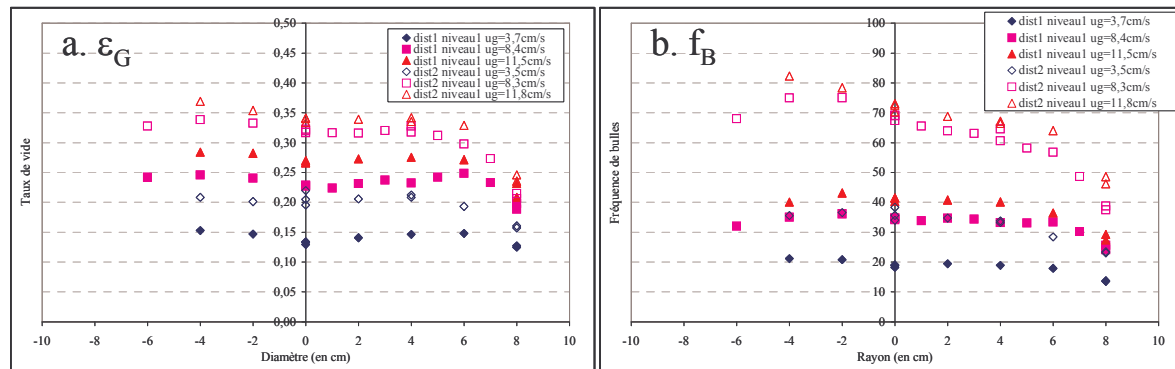 a. εG
0,50
0,45
0,40
0,35
0,30
0,25
0,20
0,15
0,10
0,05
0,00
Taux de vide
-10 -8 -6 -4 -2 0 2 4 6 8 10
Diamètre (en cm)
dist1 niveau1 ug=3,7cm/s
dist1 niveau1 ug=8,4cm/s
dist1 niveau1 ug=11,5cm/s
dist2 niveau1 ug=3,5cm/s
dist2 niveau1 ug=8,3cm/s
dist2 niveau1 ug=11,8cm/s
b. fB
100
90
80
70
60
50
40
30
20
10
0
Fréquence de bulles
-10 -8 -6 -4 -2 0 2 4 6 8 10
Rayon (en cm)
dist1 niveau1 ug=3,7cm/s
dist1 niveau1 ug=8,4cm/s
dist1 niveau1 ug=11,5cm/s
dist2 niveau1 ug=3,5cm/s
dist2 niveau1 ug=8,3cm/s
dist2 niveau1 ug=11,8cm/s